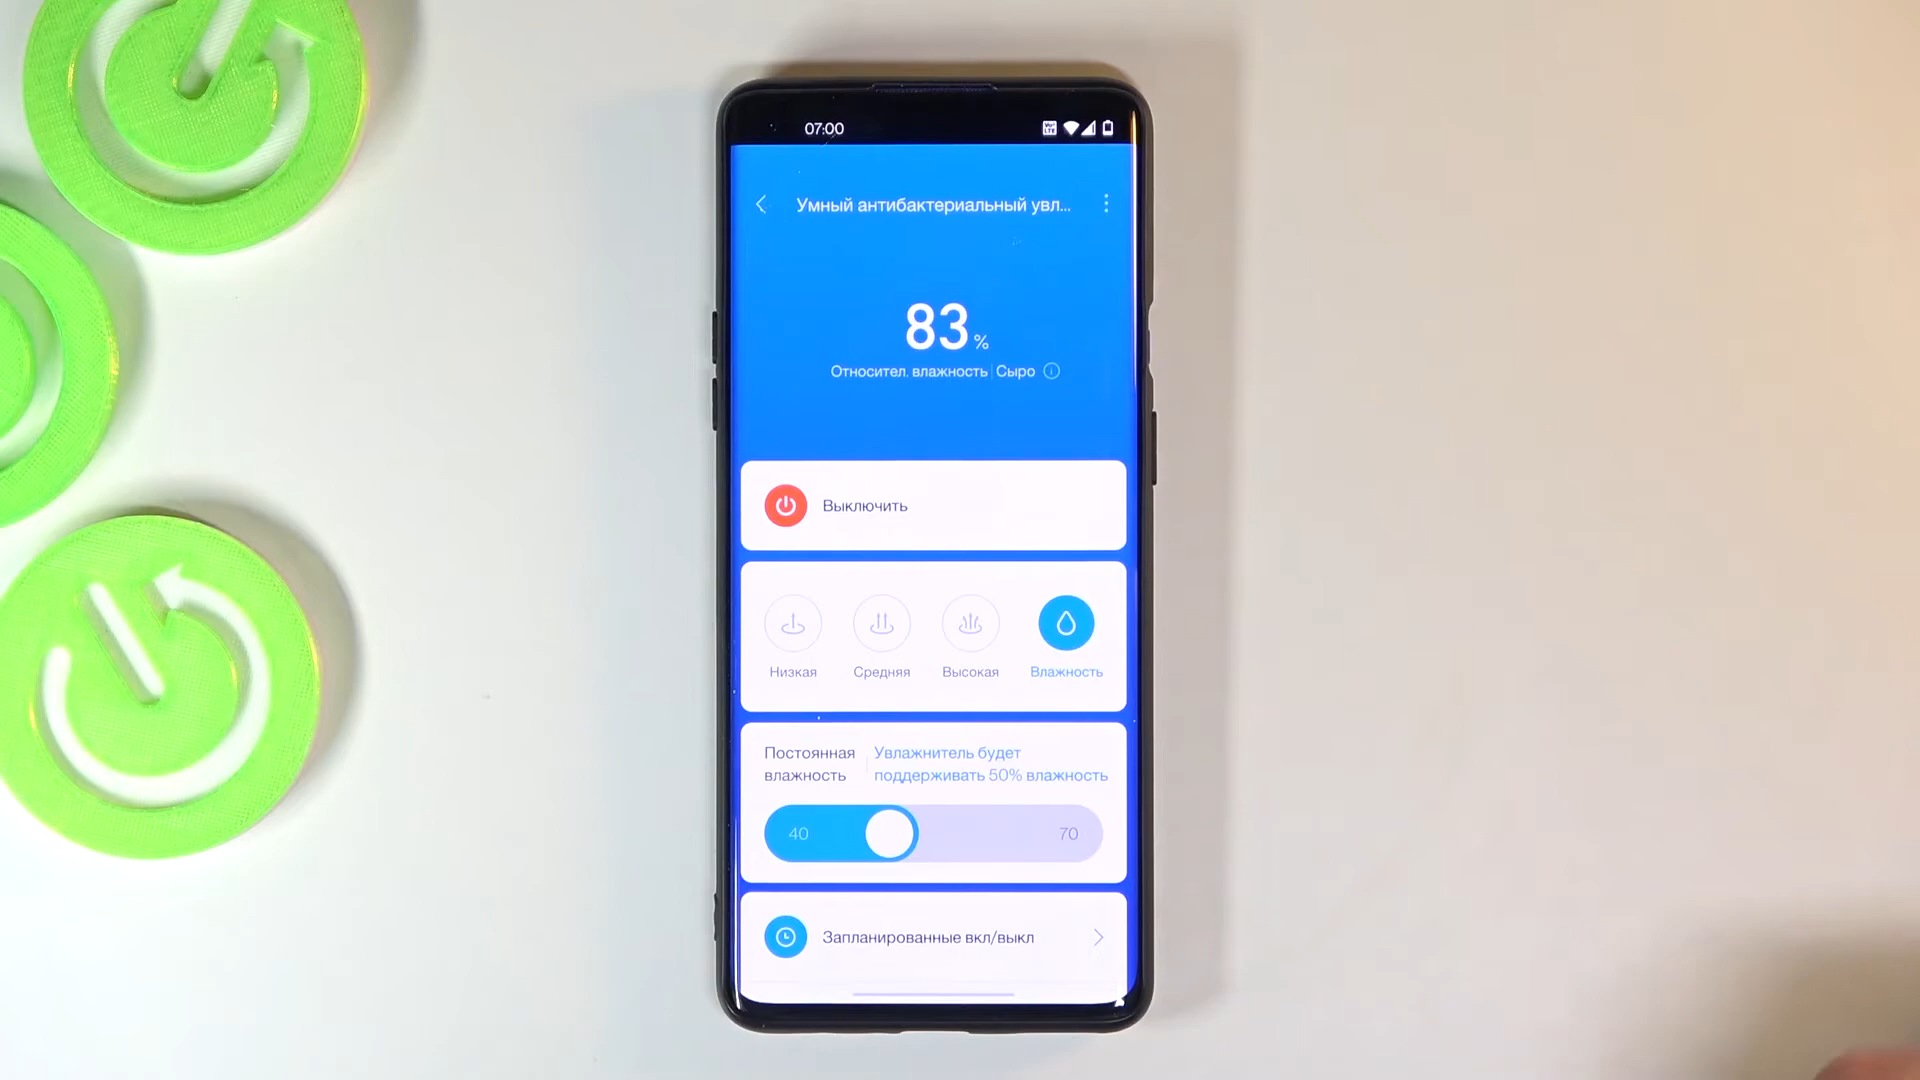 07:00
Умный антибактериальный увл...
83 %
Относител. влажность | Сыро
Выключить
Низкая Средняя Высокая Влажность
Постоянная влажность
Увлажнитель будет поддерживать 50% влажность
40 70
Запланированные вкл/выкл